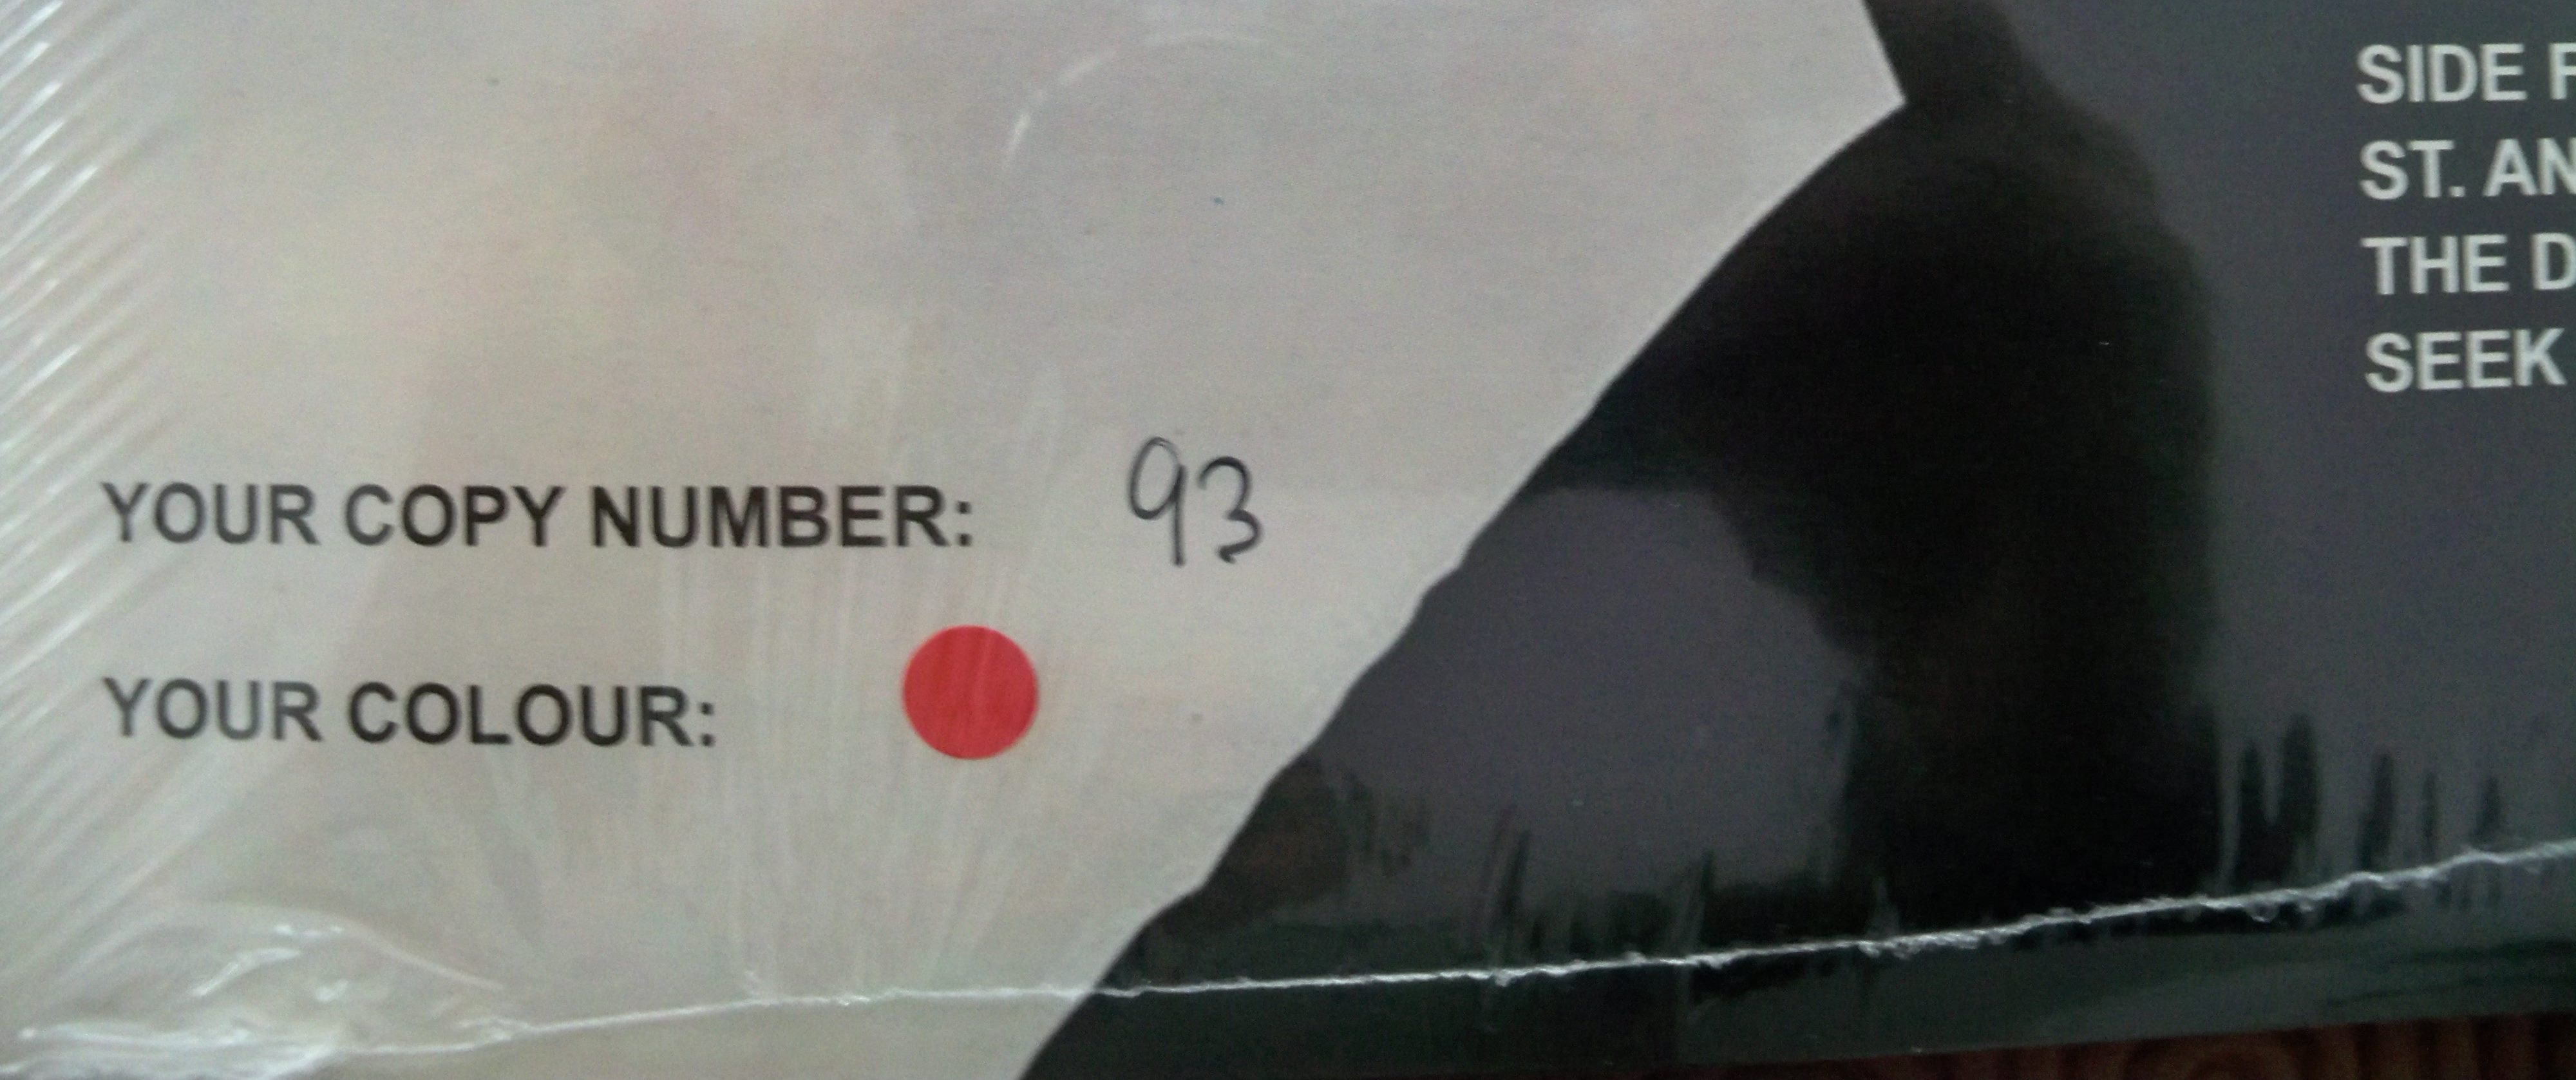 SIDE
ST.
THE
SEEK
YOUR COPY NUMBER: 93
YOUR COLOUR: